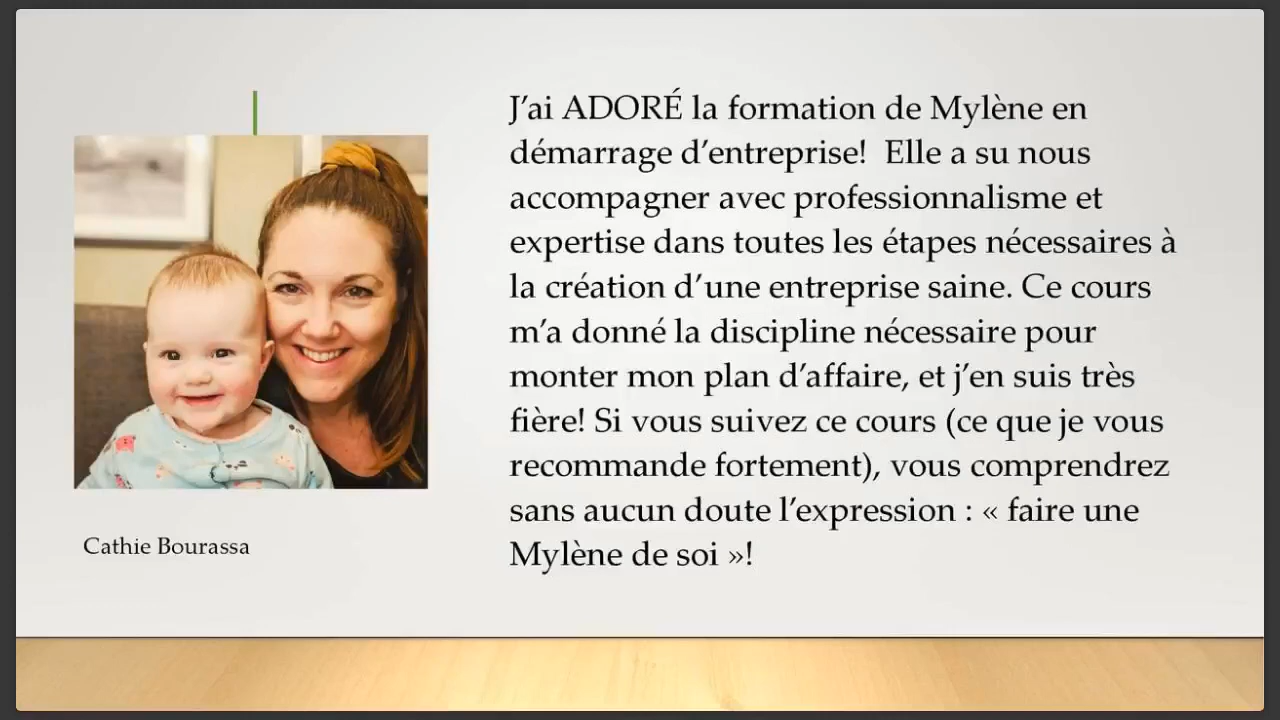 J’ai ADORÉ la formation de Mylène en
démarrage d’entreprise!  Elle a su nous
accompagner avec professionnalisme et
expertise dans toutes les étapes nécessaires à
la création d’une entreprise saine. Ce cours
m’a donné la discipline nécessaire pour
monter mon plan d’affaire, et j’en suis très
fière! Si vous suivez ce cours (ce que je vous
recommande fortement), vous comprendrez
sans aucun doute l’expression : « faire une
Mylène de soi »!
Cathie Bourassa